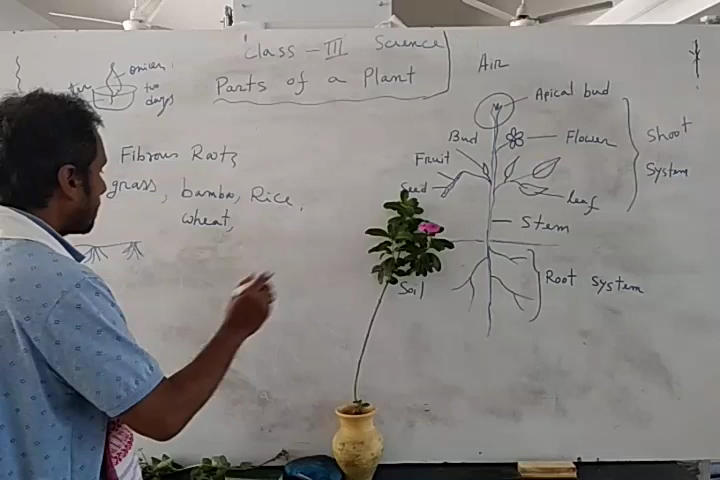 Class - III Science
Parts of a Plant
onion
two
days
Fibrous Roots
grass, bamboo, Rice,
wheat,
Air
Apical bud
Bud
Flower
Fruit
Seed
leaf
Stem
Soil
Root System
Shoot
System